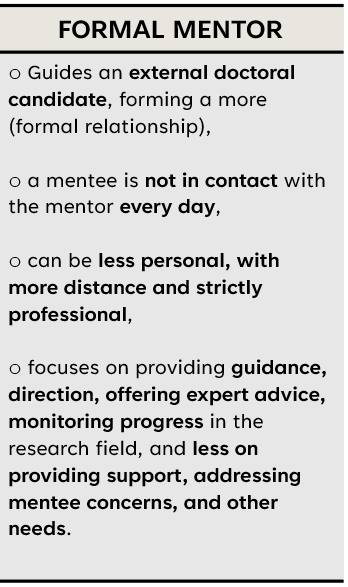 FORMAL MENTOR
○ Guides an external doctoral
candidate, forming a more
(formal relationship),
○ a mentee is not in contact with
the mentor every day,
○ can be less personal, with
more distance and strictly
professional,
○ focuses on providing guidance,
direction, offering expert advice,
monitoring progress in the
research field, and less on
providing support, addressing
mentee concerns, and other
needs.